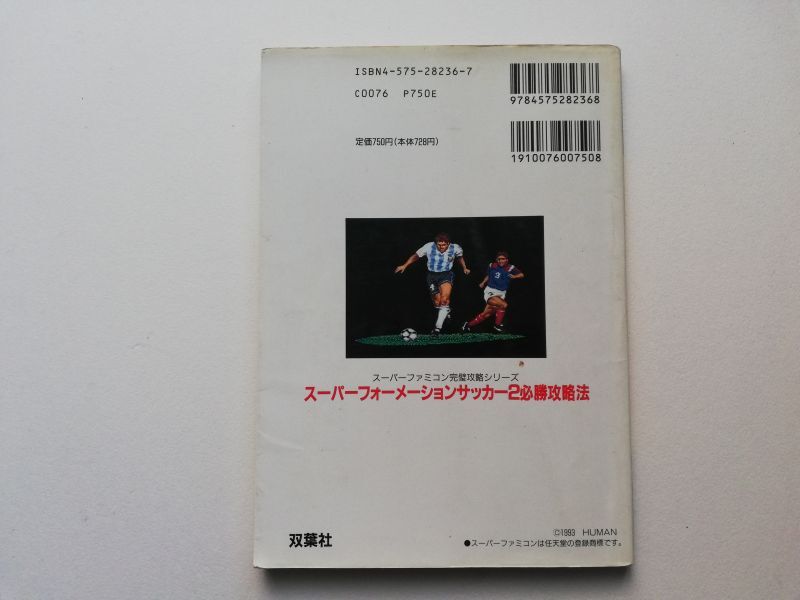 ISBN4-575-28236-7
C0076 P750E
定価750円(本体728円)
9784575282368
1910076007508
スーパーファミコン完璧攻略シリーズ
スーパーフォーメーションサッカー2必勝攻略法
©1993 HUMAN
双葉社
●スーパーファミコンは任天堂の登録商標です。